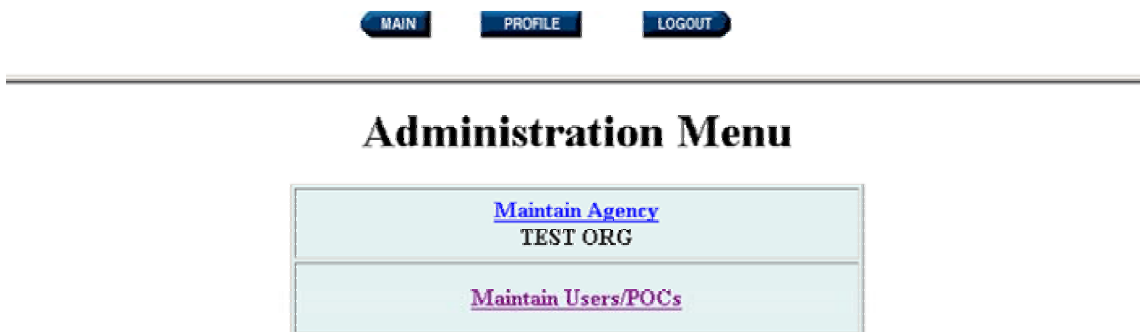 MAIN PROFILE LOGOUT
Administration Menu
Maintain Agency
TEST ORG
Maintain Users/POCs